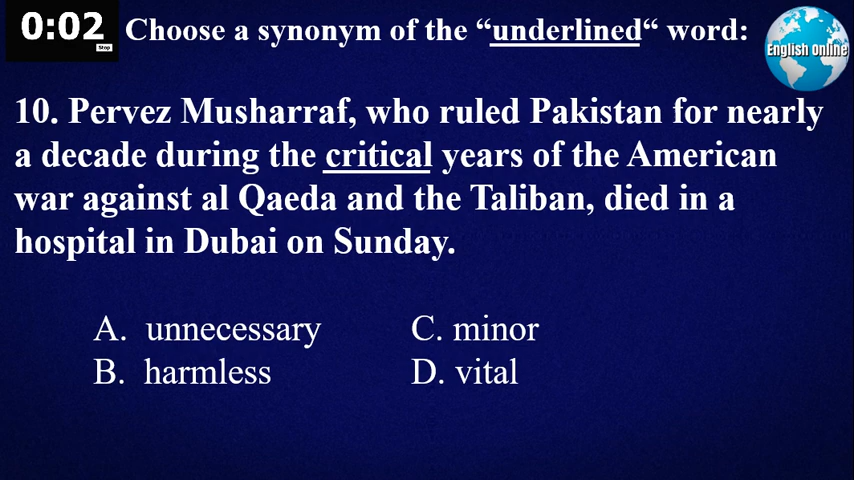 0:02
Stop
Choose a synonym of the “underlined“ word:
English Online
10. Pervez Musharraf, who ruled Pakistan for nearly
a decade during the critical years of the American
war against al Qaeda and the Taliban, died in a
hospital in Dubai on Sunday.
A. unnecessary
B. harmless
C. minor
D. vital